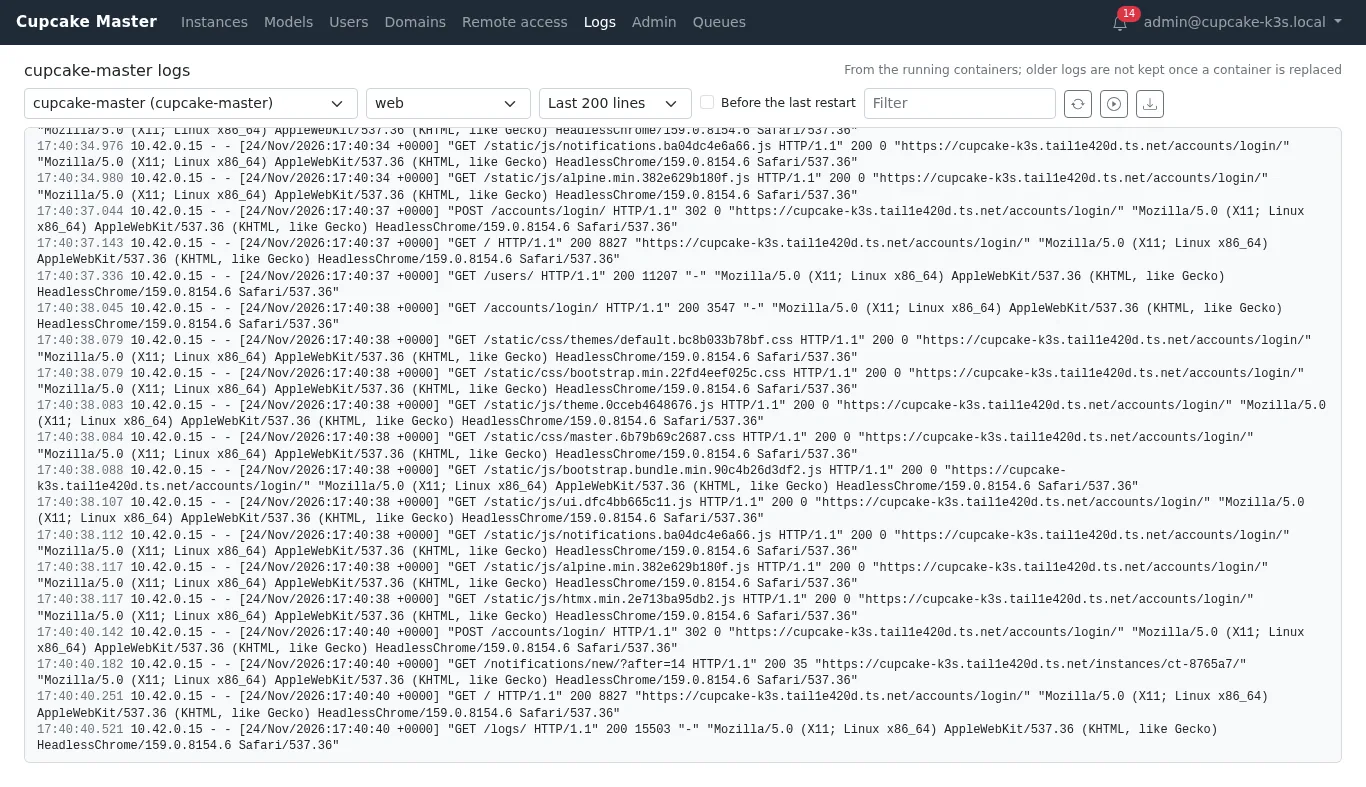 Cupcake Master Instances Models Users Domains Remote access Logs Admin Queues 14 admin@cupcake-k3s.local
cupcake-master logs
From the running containers; older logs are not kept once a container is replaced
cupcake-master (cupcake-master) web Last 200 lines Before the last restart Filter
"Mozilla/5.0 (X11; Linux x86_64) AppleWebKit/537.36 (KHTML, like Gecko) HeadlessChrome/159.0.8154.6 Safari/537.36"
17:40:34.976 10.42.0.15 - - [24/Nov/2026:17:40:34 +0000] "GET /static/js/notifications.ba04dc4e6a66.js HTTP/1.1" 200 0 "https://cupcake-k3s.tail1e420d.ts.net/accounts/login/"
"Mozilla/5.0 (X11; Linux x86_64) AppleWebKit/537.36 (KHTML, like Gecko) HeadlessChrome/159.0.8154.6 Safari/537.36"
17:40:34.980 10.42.0.15 - - [24/Nov/2026:17:40:34 +0000] "GET /static/js/alpine.min.382e629b180f.js HTTP/1.1" 200 0 "https://cupcake-k3s.tail1e420d.ts.net/accounts/login/"
"Mozilla/5.0 (X11; Linux x86_64) AppleWebKit/537.36 (KHTML, like Gecko) HeadlessChrome/159.0.8154.6 Safari/537.36"
17:40:37.044 10.42.0.15 - - [24/Nov/2026:17:40:37 +0000] "POST /accounts/login/ HTTP/1.1" 302 0 "https://cupcake-k3s.tail1e420d.ts.net/accounts/login/" "Mozilla/5.0 (X11; Linux
x86_64) AppleWebKit/537.36 (KHTML, like Gecko) HeadlessChrome/159.0.8154.6 Safari/537.36"
17:40:37.143 10.42.0.15 - - [24/Nov/2026:17:40:37 +0000] "GET / HTTP/1.1" 200 8827 "https://cupcake-k3s.tail1e420d.ts.net/accounts/login/" "Mozilla/5.0 (X11; Linux x86_64)
AppleWebKit/537.36 (KHTML, like Gecko) HeadlessChrome/159.0.8154.6 Safari/537.36"
17:40:37.336 10.42.0.15 - - [24/Nov/2026:17:40:37 +0000] "GET /users/ HTTP/1.1" 200 11207 "-" "Mozilla/5.0 (X11; Linux x86_64) AppleWebKit/537.36 (KHTML, like Gecko)
HeadlessChrome/159.0.8154.6 Safari/537.36"
17:40:38.045 10.42.0.15 - - [24/Nov/2026:17:40:38 +0000] "GET /accounts/login/ HTTP/1.1" 200 3547 "-" "Mozilla/5.0 (X11; Linux x86_64) AppleWebKit/537.36 (KHTML, like Gecko)
HeadlessChrome/159.0.8154.6 Safari/537.36"
17:40:38.079 10.42.0.15 - - [24/Nov/2026:17:40:38 +0000] "GET /static/css/themes/default.bc8b033b78bf.css HTTP/1.1" 200 0 "https://cupcake-k3s.tail1e420d.ts.net/accounts/login/"
"Mozilla/5.0 (X11; Linux x86_64) AppleWebKit/537.36 (KHTML, like Gecko) HeadlessChrome/159.0.8154.6 Safari/537.36"
17:40:38.079 10.42.0.15 - - [24/Nov/2026:17:40:38 +0000] "GET /static/css/bootstrap.min.22fd4eef025c.css HTTP/1.1" 200 0 "https://cupcake-k3s.tail1e420d.ts.net/accounts/login/"
"Mozilla/5.0 (X11; Linux x86_64) AppleWebKit/537.36 (KHTML, like Gecko) HeadlessChrome/159.0.8154.6 Safari/537.36"
17:40:38.083 10.42.0.15 - - [24/Nov/2026:17:40:38 +0000] "GET /static/js/theme.0cceb4648676.js HTTP/1.1" 200 0 "https://cupcake-k3s.tail1e420d.ts.net/accounts/login/" "Mozilla/5.0
(X11; Linux x86_64) AppleWebKit/537.36 (KHTML, like Gecko) HeadlessChrome/159.0.8154.6 Safari/537.36"
17:40:38.084 10.42.0.15 - - [24/Nov/2026:17:40:38 +0000] "GET /static/css/master.6b79b69c2687.css HTTP/1.1" 200 0 "https://cupcake-k3s.tail1e420d.ts.net/accounts/login/"
"Mozilla/5.0 (X11; Linux x86_64) AppleWebKit/537.36 (KHTML, like Gecko) HeadlessChrome/159.0.8154.6 Safari/537.36"
17:40:38.088 10.42.0.15 - - [24/Nov/2026:17:40:38 +0000] "GET /static/js/bootstrap.bundle.min.90c4b26d3df2.js HTTP/1.1" 200 0 "https://cupcake-
k3s.tail1e420d.ts.net/accounts/login/" "Mozilla/5.0 (X11; Linux x86_64) AppleWebKit/537.36 (KHTML, like Gecko) HeadlessChrome/159.0.8154.6 Safari/537.36"
17:40:38.107 10.42.0.15 - - [24/Nov/2026:17:40:38 +0000] "GET /static/js/ui.dfc4bb665c11.js HTTP/1.1" 200 0 "https://cupcake-k3s.tail1e420d.ts.net/accounts/login/" "Mozilla/5.0
(X11; Linux x86_64) AppleWebKit/537.36 (KHTML, like Gecko) HeadlessChrome/159.0.8154.6 Safari/537.36"
17:40:38.112 10.42.0.15 - - [24/Nov/2026:17:40:38 +0000] "GET /static/js/notifications.ba04dc4e6a66.js HTTP/1.1" 200 0 "https://cupcake-k3s.tail1e420d.ts.net/accounts/login/"
"Mozilla/5.0 (X11; Linux x86_64) AppleWebKit/537.36 (KHTML, like Gecko) HeadlessChrome/159.0.8154.6 Safari/537.36"
17:40:38.117 10.42.0.15 - - [24/Nov/2026:17:40:38 +0000] "GET /static/js/alpine.min.382e629b180f.js HTTP/1.1" 200 0 "https://cupcake-k3s.tail1e420d.ts.net/accounts/login/"
"Mozilla/5.0 (X11; Linux x86_64) AppleWebKit/537.36 (KHTML, like Gecko) HeadlessChrome/159.0.8154.6 Safari/537.36"
17:40:38.117 10.42.0.15 - - [24/Nov/2026:17:40:38 +0000] "GET /static/js/htmx.min.2e713ba95db2.js HTTP/1.1" 200 0 "https://cupcake-k3s.tail1e420d.ts.net/accounts/login/"
"Mozilla/5.0 (X11; Linux x86_64) AppleWebKit/537.36 (KHTML, like Gecko) HeadlessChrome/159.0.8154.6 Safari/537.36"
17:40:40.142 10.42.0.15 - - [24/Nov/2026:17:40:40 +0000] "POST /accounts/login/ HTTP/1.1" 302 0 "https://cupcake-k3s.tail1e420d.ts.net/accounts/login/" "Mozilla/5.0 (X11; Linux
x86_64) AppleWebKit/537.36 (KHTML, like Gecko) HeadlessChrome/159.0.8154.6 Safari/537.36"
17:40:40.182 10.42.0.15 - - [24/Nov/2026:17:40:40 +0000] "GET /notifications/new/?after=14 HTTP/1.1" 200 35 "https://cupcake-k3s.tail1e420d.ts.net/instances/ct-8765a7/"
"Mozilla/5.0 (X11; Linux x86_64) AppleWebKit/537.36 (KHTML, like Gecko) HeadlessChrome/159.0.8154.6 Safari/537.36"
17:40:40.251 10.42.0.15 - - [24/Nov/2026:17:40:40 +0000] "GET / HTTP/1.1" 200 8827 "https://cupcake-k3s.tail1e420d.ts.net/accounts/login/" "Mozilla/5.0 (X11; Linux x86_64)
AppleWebKit/537.36 (KHTML, like Gecko) HeadlessChrome/159.0.8154.6 Safari/537.36"
17:40:40.521 10.42.0.15 - - [24/Nov/2026:17:40:40 +0000] "GET /logs/ HTTP/1.1" 200 15503 "-" "Mozilla/5.0 (X11; Linux x86_64) AppleWebKit/537.36 (KHTML, like Gecko)
HeadlessChrome/159.0.8154.6 Safari/537.36"